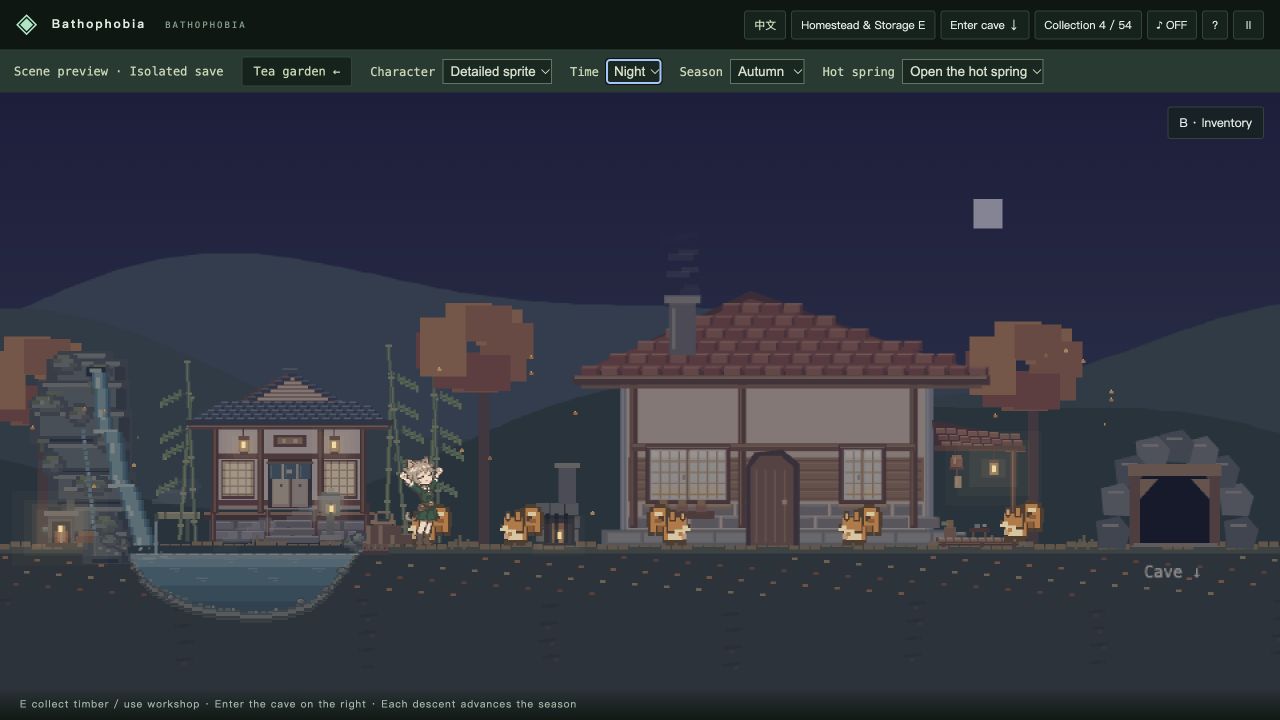 Bathophobia BATHOPHOBIA 中文 Homestead & Storage E Enter cave ↓ Collection 4 / 54 ♪ OFF ? II
Scene preview · Isolated save Tea garden ← Character Detailed sprite Time Night Season Autumn Hot spring Open the hot spring
B · Inventory
Cave ↓
E collect timber / use workshop · Enter the cave on the right · Each descent advances the season